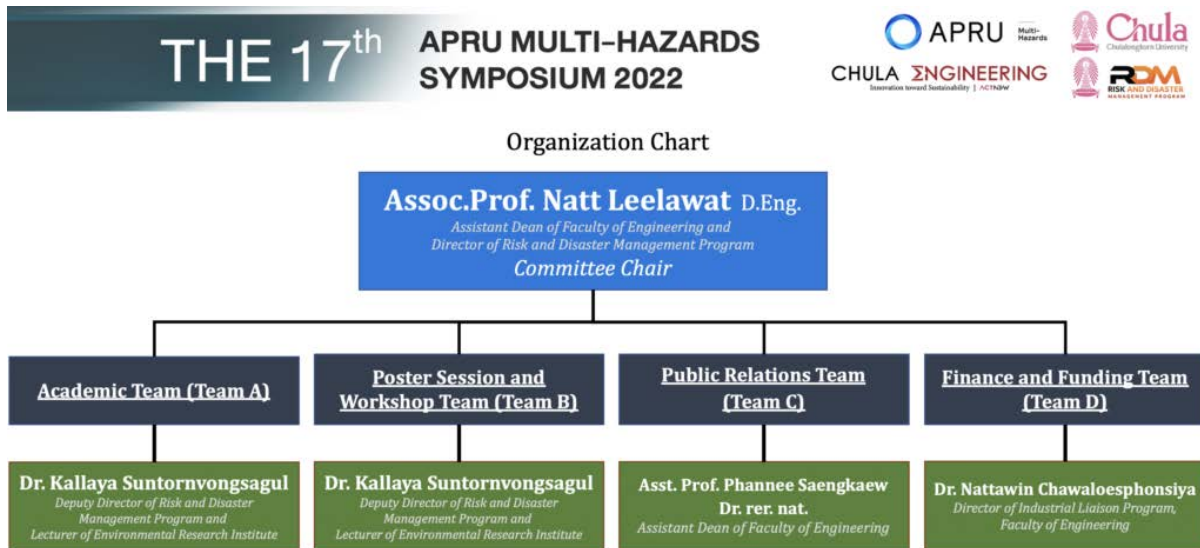 THE 17th
APRU MULTI-HAZARDS
SYMPOSIUM 2022
APRU Multi-Hazards
Chula
Chulalongkorn University
CHULA ΣNGINEERING
Innovation toward Sustainability | ACTNOW
RDM
RISK AND DISASTER
MANAGEMENT PROGRAM
Organization Chart
Assoc.Prof. Natt Leelawat D.Eng.
Assistant Dean of Faculty of Engineering and
Director of Risk and Disaster Management Program
Committee Chair
Academic Team (Team A)
Dr. Kallaya Suntornvongsagul
Deputy Director of Risk and Disaster
Management Program and
Lecturer of Environmental Research Institute
Poster Session and
Workshop Team (Team B)
Dr. Kallaya Suntornvongsagul
Deputy Director of Risk and Disaster
Management Program and
Lecturer of Environmental Research Institute
Public Relations Team
(Team C)
Asst. Prof. Phannee Saengkaew
Dr. rer. nat.
Assistant Dean of Faculty of Engineering
Finance and Funding Team
(Team D)
Dr. Nattawin Chawaloesphonsiya
Director of Industrial Liaison Program,
Faculty of Engineering